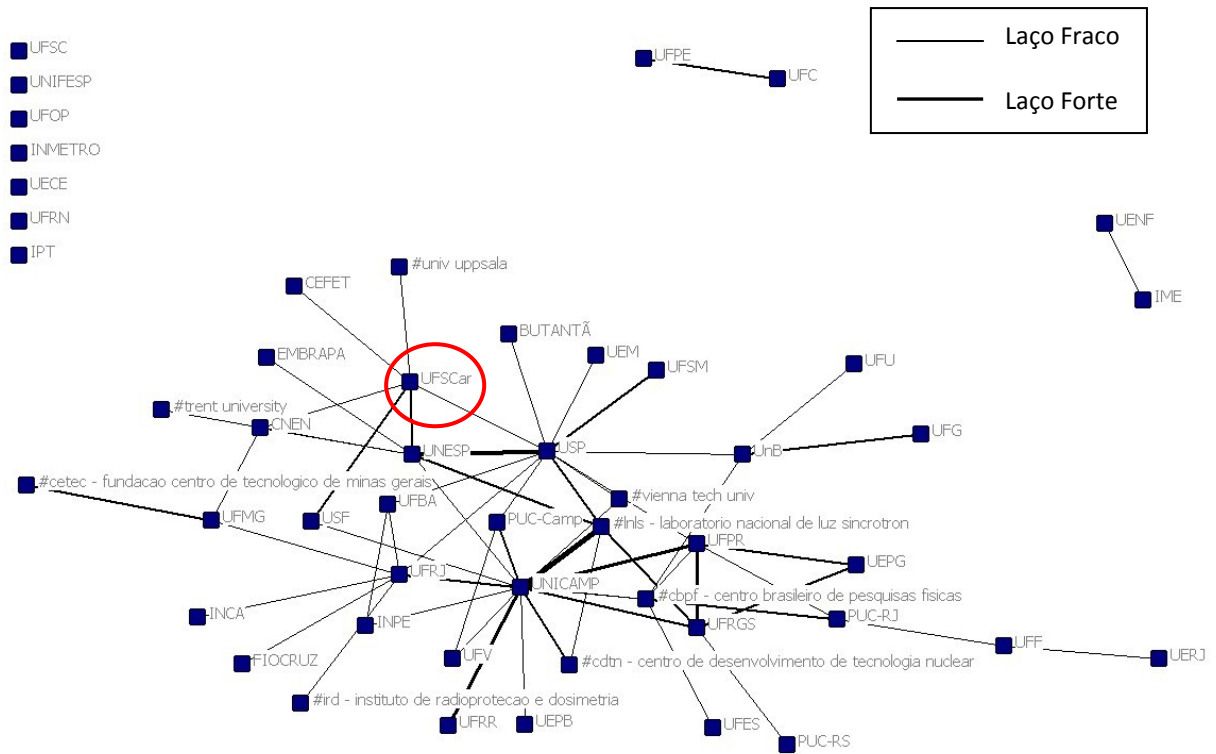 Laço Fraco
Laço Forte
UFSC
UNIFESP
UFOP
INMETRO
UECE
UFRN
IPT
UFPE
UFC
UENF
IME
#univ uppsala
CEFET
BUTANTÃ
UEM
UFSM
UFU
EMBRAPA
UFSCar
#trent university
CNEN
UNESP
USP
UnB
UFG
#cetec - fundacao centro de tecnologico de minas gerais
#vienna tech univ
UFBA
UFMG
USF
PUC-Camp
#lnls - laboratorio nacional de luz sincrotron
UFPR
UEPG
UFRJ
UNICAMP
#cbpf - centro brasileiro de pesquisas fisicas
INCA
INPE
UFRGS
PUC-RJ
UFF
UERJ
FIOCRUZ
UFV
#cdtn - centro de desenvolvimento de tecnologia nuclear
#ird - instituto de radioprotecao e dosimetria
UFRR
UEPB
UFES
PUC-RS